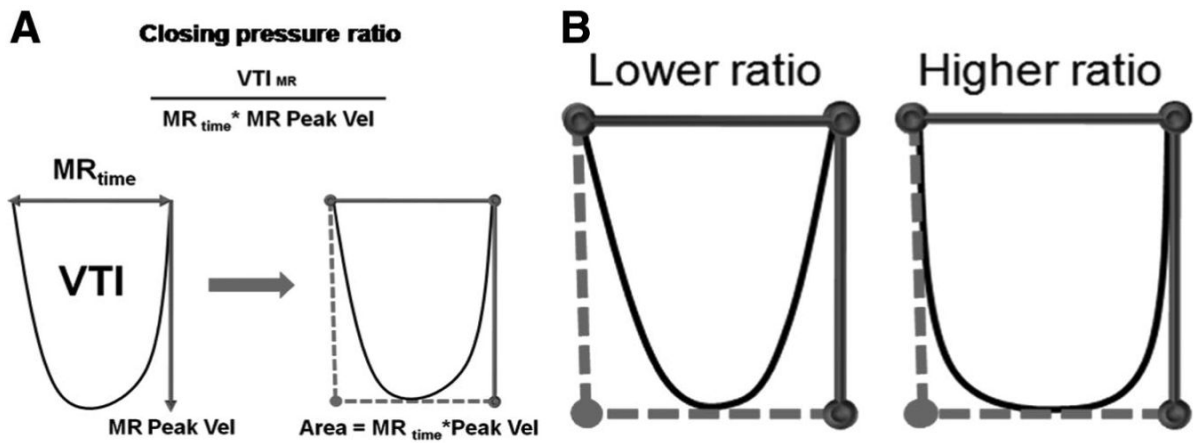 A
Closing pressure ratio
VTI MR
MR time* MR Peak Vel
MRtime
VTI
MR Peak Vel
Area = MR time*Peak Vel
B
Lower ratio
Higher ratio